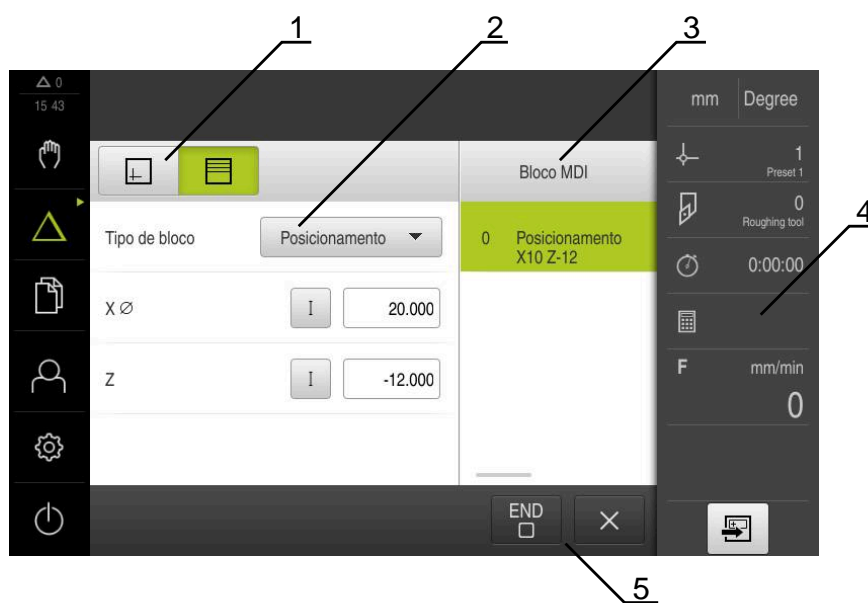 1
2
3
0
15 43
mm
Degree
1
Preset 1
Bloco MDI
0
Roughing tool
4
Tipo de bloco
Posicionamento
0 Posicionamento
X10 Z-12
0:00:00
X Ø
I
20.000
Z
I
-12.000
F
mm/min
0
END
5